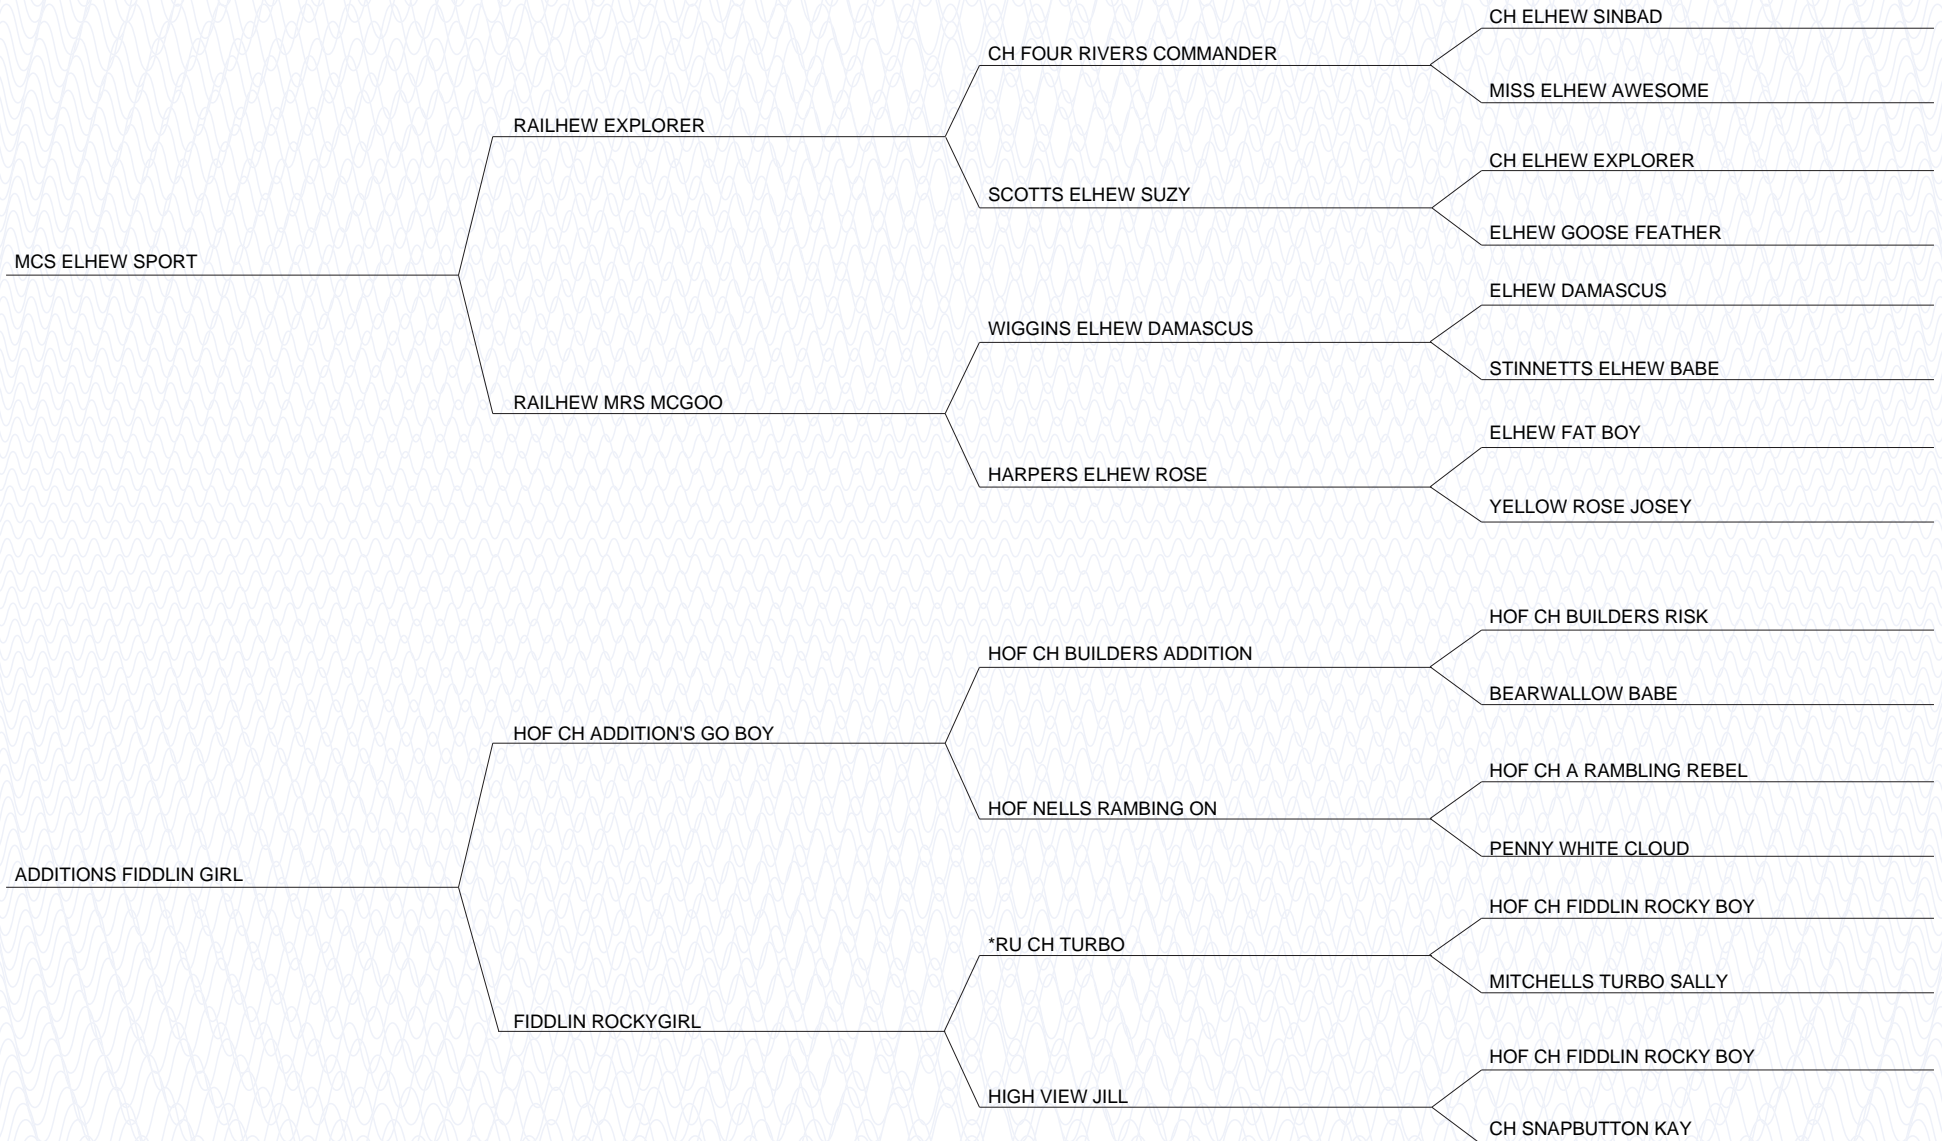 CH ELHEW SINBAD
CH FOUR RIVERS COMMANDER
MISS ELHEW AWESOME
RAILHEW EXPLORER
CH ELHEW EXPLORER
SCOTTS ELHEW SUZY
ELHEW GOOSE FEATHER
MCS ELHEW SPORT
ELHEW DAMASCUS
WIGGINS ELHEW DAMASCUS
STINNETTS ELHEW BABE
RAILHEW MRS MCGOO
ELHEW FAT BOY
HARPERS ELHEW ROSE
YELLOW ROSE JOSEY
HOF CH BUILDERS RISK
HOF CH BUILDERS ADDITION
BEARWALLOW BABE
HOF CH ADDITION'S GO BOY
HOF CH A RAMBLING REBEL
HOF NELLS RAMBING ON
PENNY WHITE CLOUD
ADDITIONS FIDDLIN GIRL
HOF CH FIDDLIN ROCKY BOY
*RU CH TURBO
MITCHELLS TURBO SALLY
FIDDLIN ROCKYGIRL
HOF CH FIDDLIN ROCKY BOY
HIGH VIEW JILL
CH SNAPBUTTON KAY